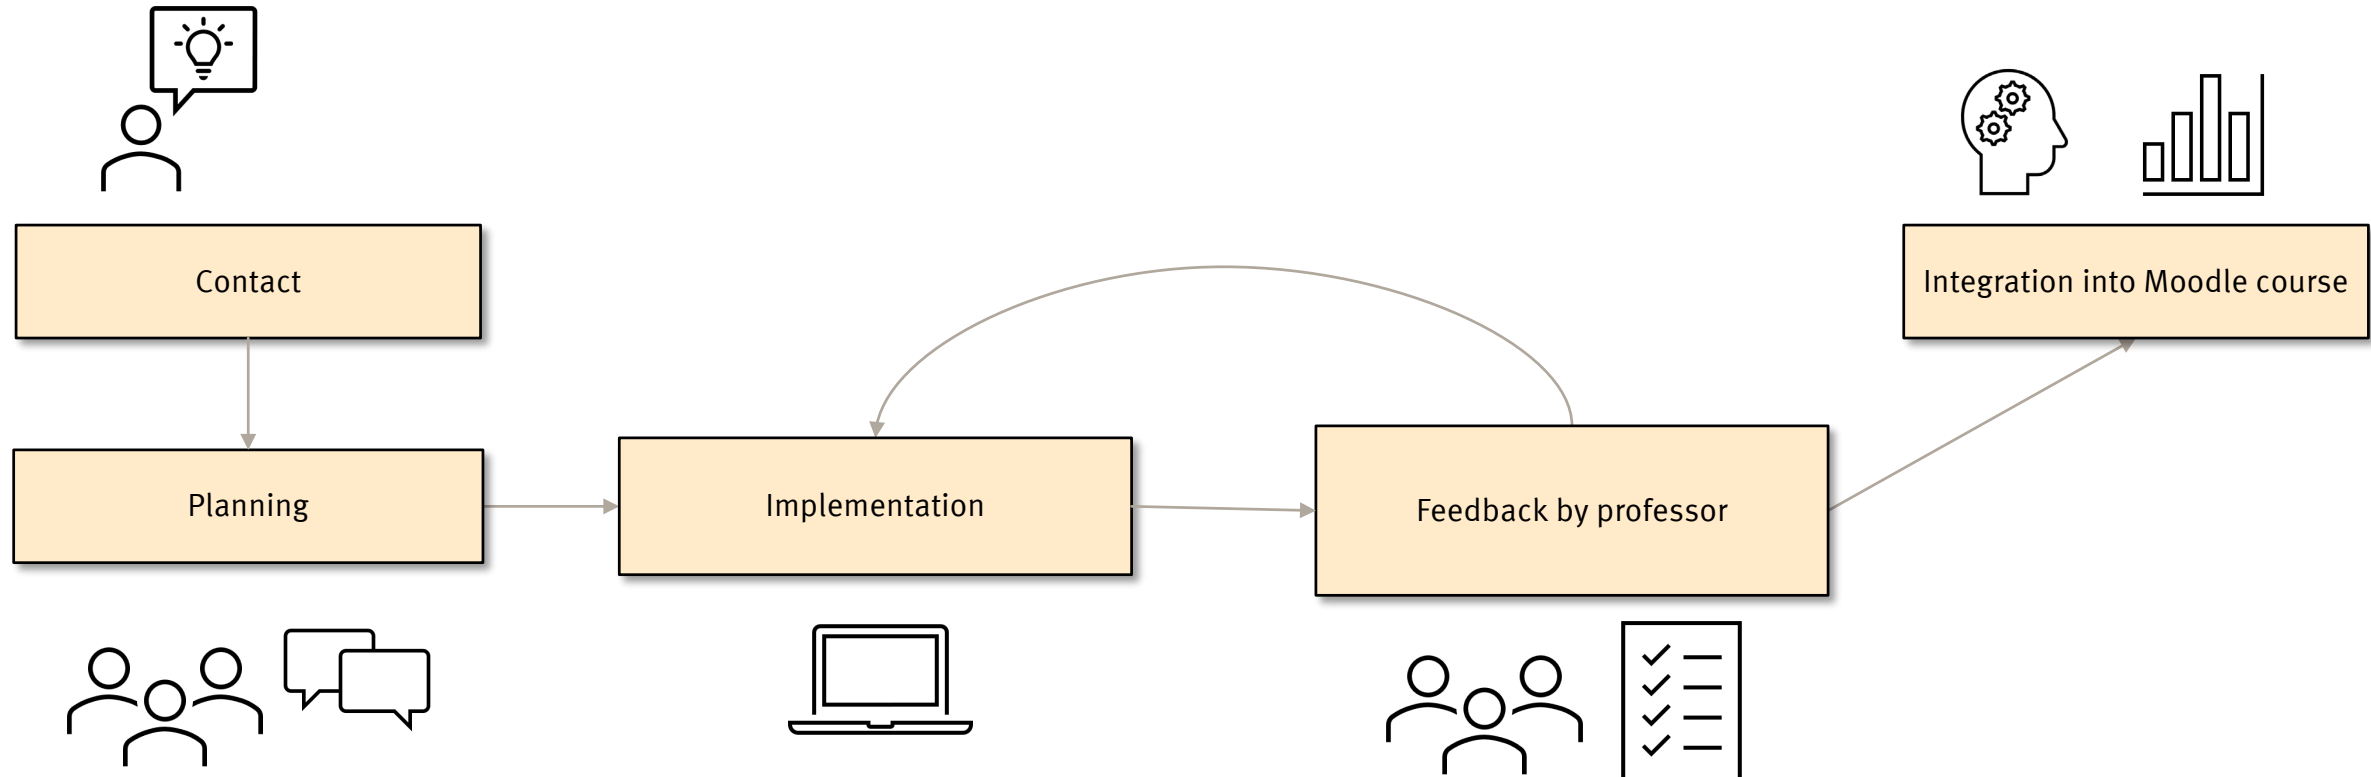 Contact
Planning
Implementation
Feedback by professor
Integration into Moodle course